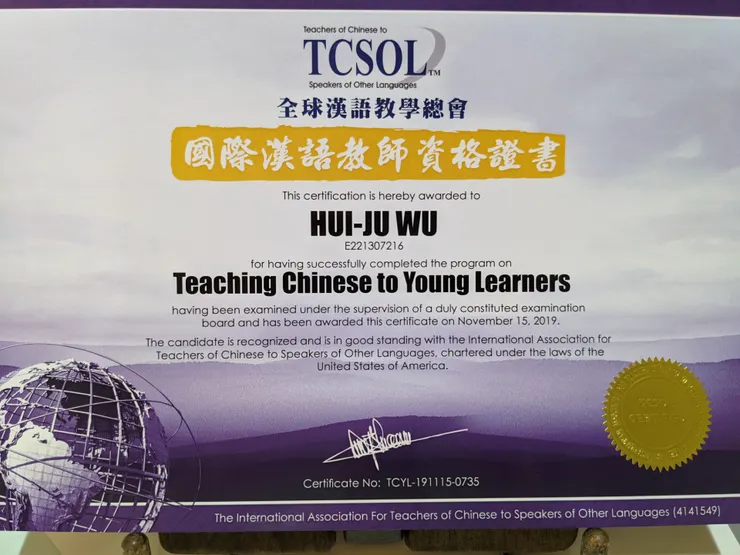 Teachers of Chinese to
TCSOL™
Speakers of Other Languages
全球漢語教學總會
國際漢語教師資格證書
This certification is hereby awarded to
HUI-JU WU
E221307216
for having successfully completed the program on
Teaching Chinese to Young Learners
having been examined under the supervision of a duly constituted examination
board and has been awarded this certificate on November 15, 2019.
The candidate is recognized and is in good standing with the International Association for
Teachers of Chinese to Speakers of Other Languages, chartered under the laws of the
United States of America.
Certificate No: TCYL-191115-0735
The International Association For Teachers of Chinese to Speakers of Other Languages (4141549)